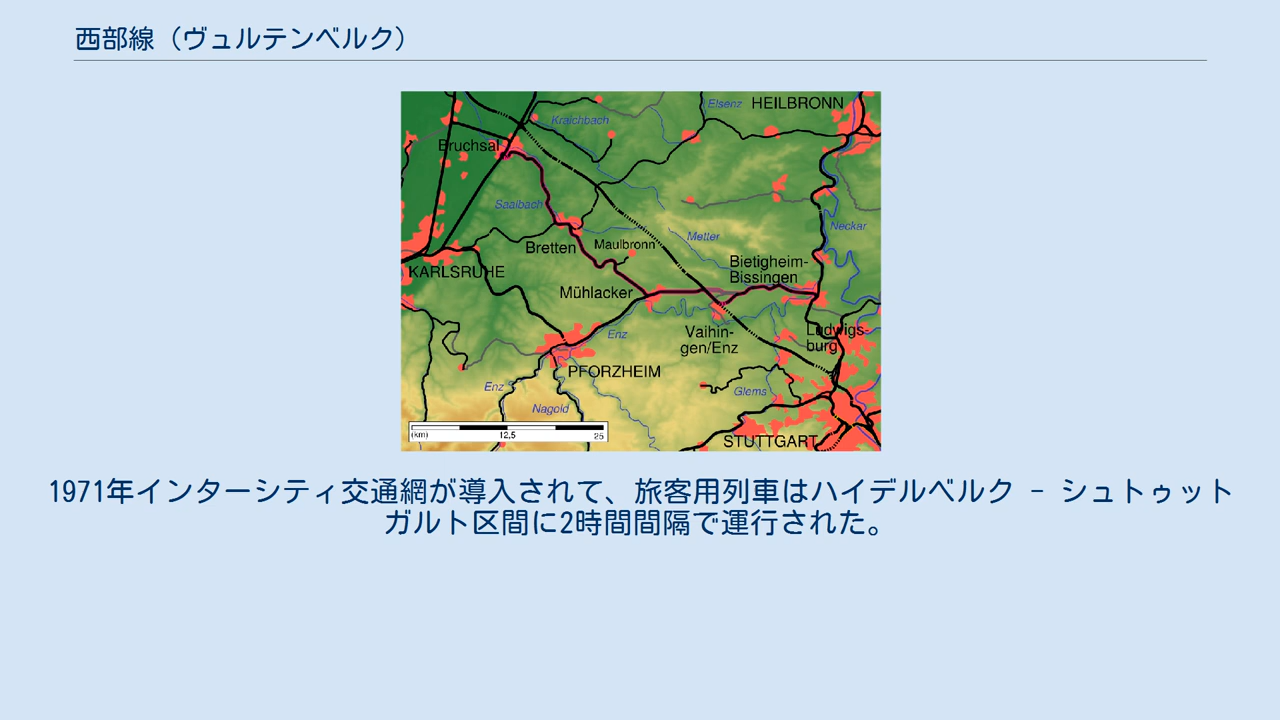 西部線（ヴュルテンベルク）
Elsenz
HEILBRONN
Kraichbach
Bruchsal
Saalbach
Neckar
Metter
Bretten
Maulbronn
Bietigheim-
Bissingen
KARLSRUHE
Mühlacker
Enz
Vaihin-
gen/Enz
Ludwigs-
burg
PFORZHEIM
Enz
Glems
Nagold
(km)
12,5
25
STUTTGART
1971年インターシティ交通網が導入されて、旅客用列車はハイデルベルク － シュトゥット
ガルト区間に2時間間隔で運行された。